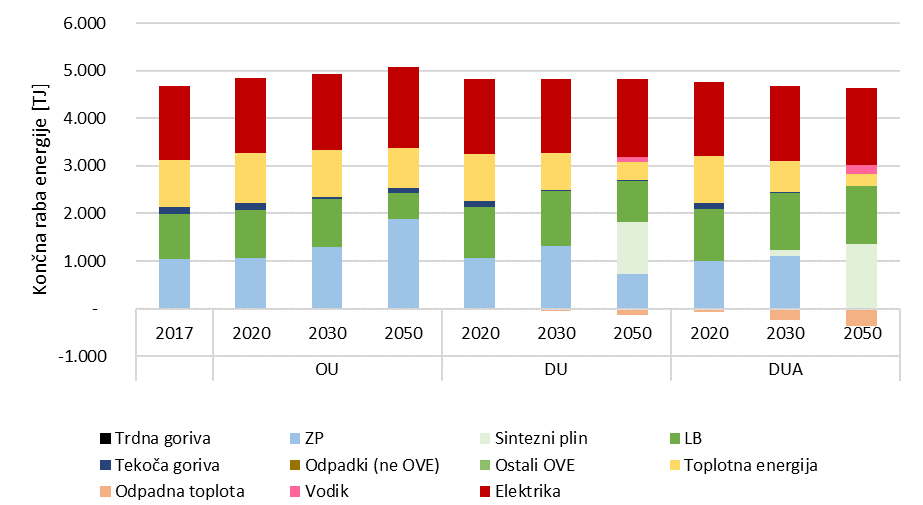 Končna raba energije [TJ]
6.000
5.000
4.000
3.000
2.000
1.000
-
-1.000
2017 2020 2030 2050 2020 2030 2050 2020 2030 2050
OU DU DUA
Trdna goriva ZP Sintezni plin LB
Tekoča goriva Odpadki (ne OVE) Ostali OVE Toplotna energija
Odpadna toplota Vodik Elektrika